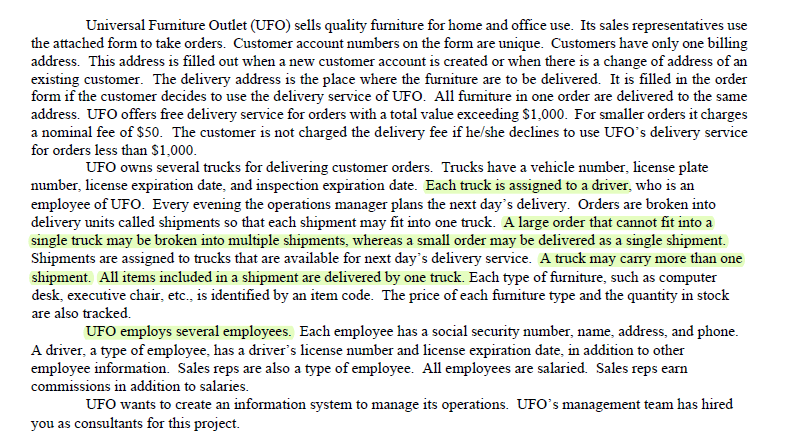 Universal Furniture Outlet (UFO) sells quality furniture for home and office use. Its sales representatives use
the attached form to take orders. Customer account numbers on the form are unique. Customers have only one billing
address. This address is filled out when a new customer account is created or when there is a change of address of an
existing customer. The delivery address is the place where the furniture are to be delivered. It is filled in the order
form if the customer decides to use the delivery service of UFO. All furniture in one order are delivered to the same
address. UFO offers free delivery service for orders with a total value exceeding $1,000. For smaller orders it charges
a nominal fee of $50. The customer is not charged the delivery fee if he/she declines to use UFO's delivery service
for orders less than $1,000.
UFO owns several trucks for delivering customer orders. Trucks have a vehicle number, license plate
number, license expiration date, and inspection expiration date. Each truck is assigned to a driver, who is an
employee of UFO. Every evening the operations manager plans the next day's delivery. Orders are broken into
delivery units called shipments so that each shipment may fit into one truck. A large order that cannot fit into a
single truck may be broken into multiple shipments, whereas a small order may be delivered as a single shipment.
Shipments are assigned to trucks that are available for next day's delivery service. A truck may carry more than one
shipment. All items included in a shipment are delivered by one truck. Each type of furniture, such as computer
desk, executive chair, etc., is identified by an item code. The price of each furniture type and the quantity in stock
are also tracked.
UFO employs several employees. Each employee has a social security number, name, address, and phone.
A driver, a type of employee, has a driver's license number and license expiration date, in addition to other
employee information. Sales reps are also a type of employee. All employees are salaried. Sales reps earn
commissions in addition to salaries.
UFO wants to create an information system to manage its operations. UFO's management team has hired
you as consultants for this project.